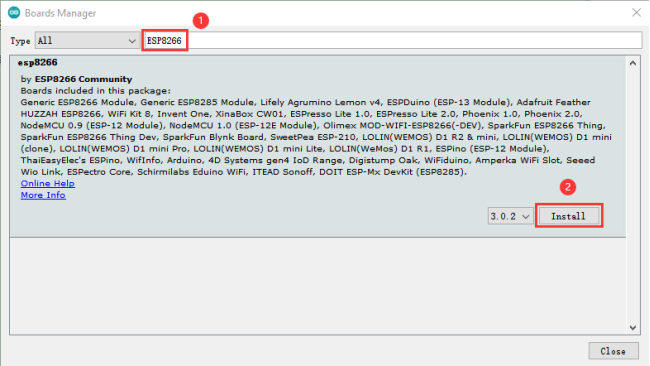 Boards Manager
1
Type All ESP8266
esp8266
by ESP8266 Community
Boards included in this package:
Generic ESP8266 Module, Generic ESP8285 Module, Lifely Agrumino Lemon v4, ESPDuino (ESP-13 Module), Adafruit Feather
HUZZAH ESP8266, WiFi Kit 8, Invent One, XinaBox CW01, ESPresso Lite 1.0, ESPresso Lite 2.0, Phoenix 1.0, Phoenix 2.0,
NodeMCU 0.9 (ESP-12 Module), NodeMCU 1.0 (ESP-12E Module), Olimex MOD-WIFI-ESP8266(-DEV), SparkFun ESP8266 Thing,
SparkFun ESP8266 Thing Dev, SparkFun Blynk Board, SweetPea ESP-210, LOLIN(WEMOS) D1 R2 & mini, LOLIN(WEMOS) D1 mini
(clone), LOLIN(WEMOS) D1 mini Pro, LOLIN(WEMOS) D1 mini Lite, LOLIN(WeMos) D1 R1, ESPino (ESP-12 Module),
ThaiEasyElec's ESPino, WifInfo, Arduino, 4D Systems gen4 IoD Range, Digistump Oak, WiFiduino, Amperka WiFi Slot, Seeed
Wio Link, ESPectro Core, Schirmilabs Eduino WiFi, ITEAD Sonoff, DOIT ESP-Mx DevKit (ESP8285).
Online Help
More Info
2
3.0.2 Install
Close